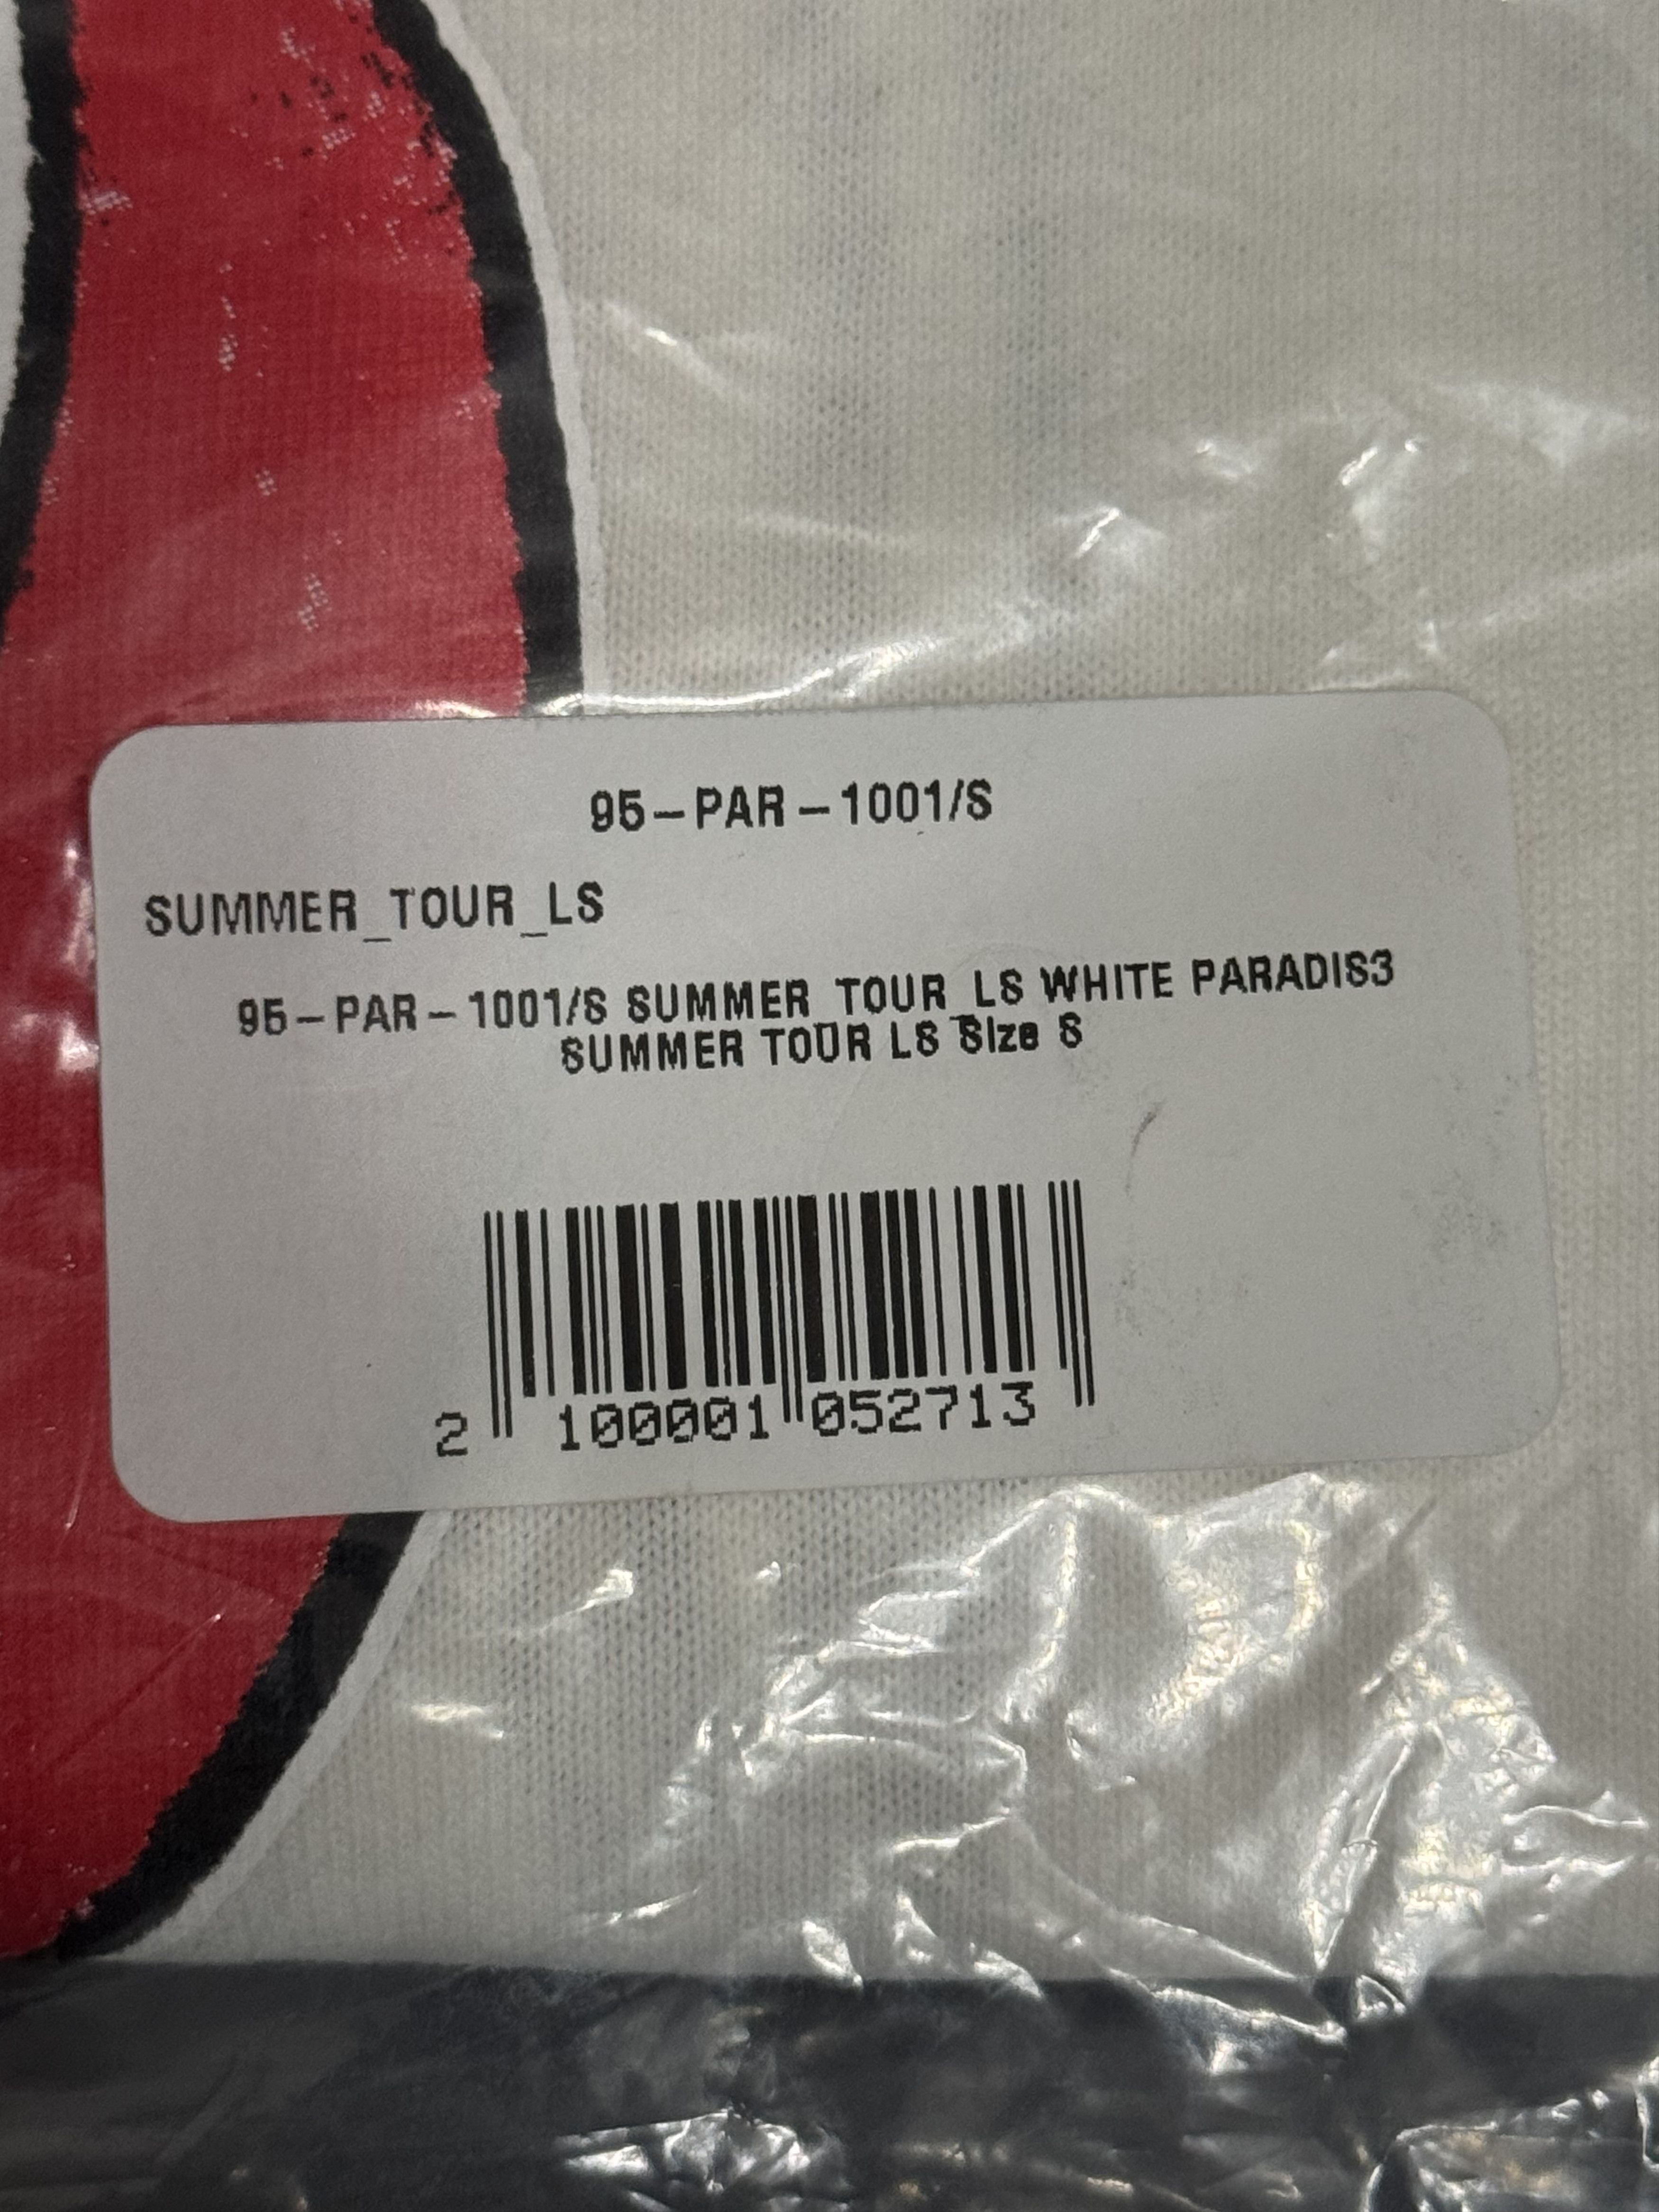 95-PAR-1001/S
SUMMER_TOUR_LS
95-PAR-1001/S SUMMER_TOUR_LS WHITE PARADIS3
SUMMER TOUR LS Size S
2 100001 052713